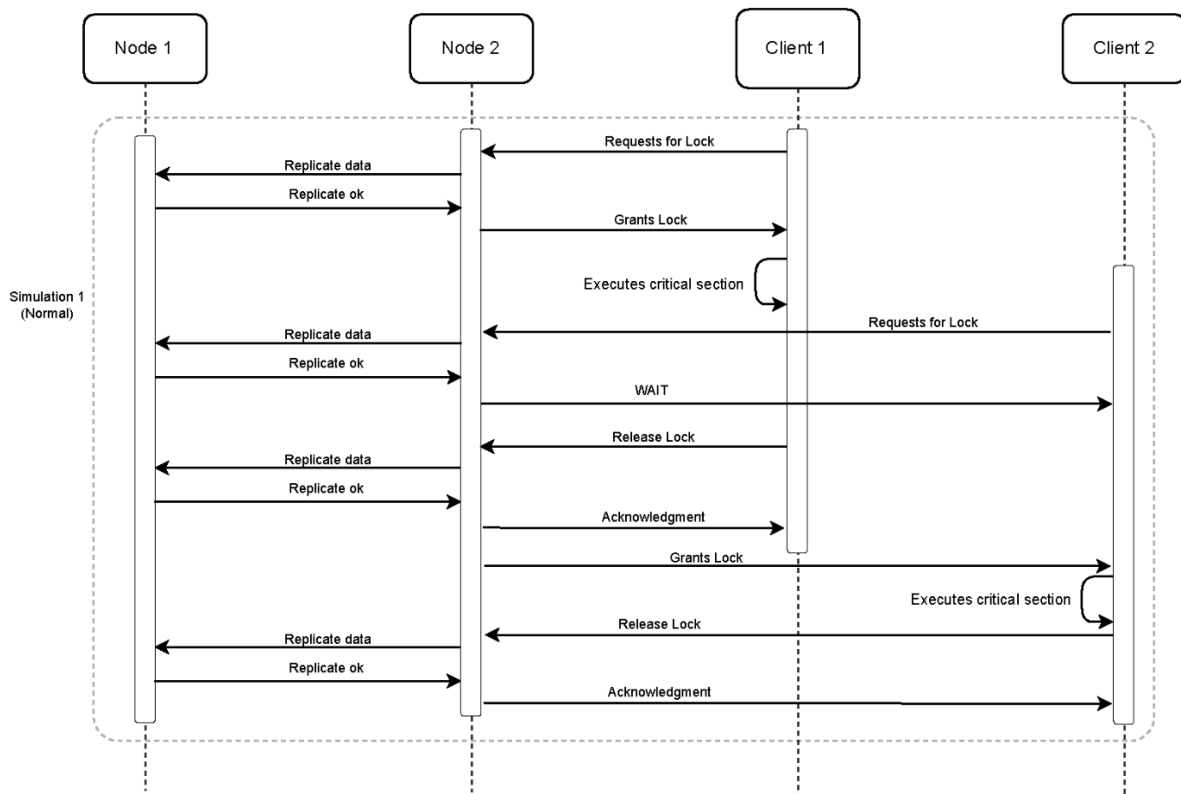 Node 1
Node 2
Client 1
Client 2
Requests for Lock
Replicate data
Replicate ok
Grants Lock
Executes critical section
Simulation 1
(Normal)
Requests for Lock
Replicate data
Replicate ok
WAIT
Release Lock
Replicate data
Replicate ok
Acknowledgment
Grants Lock
Executes critical section
Release Lock
Replicate data
Replicate ok
Acknowledgment